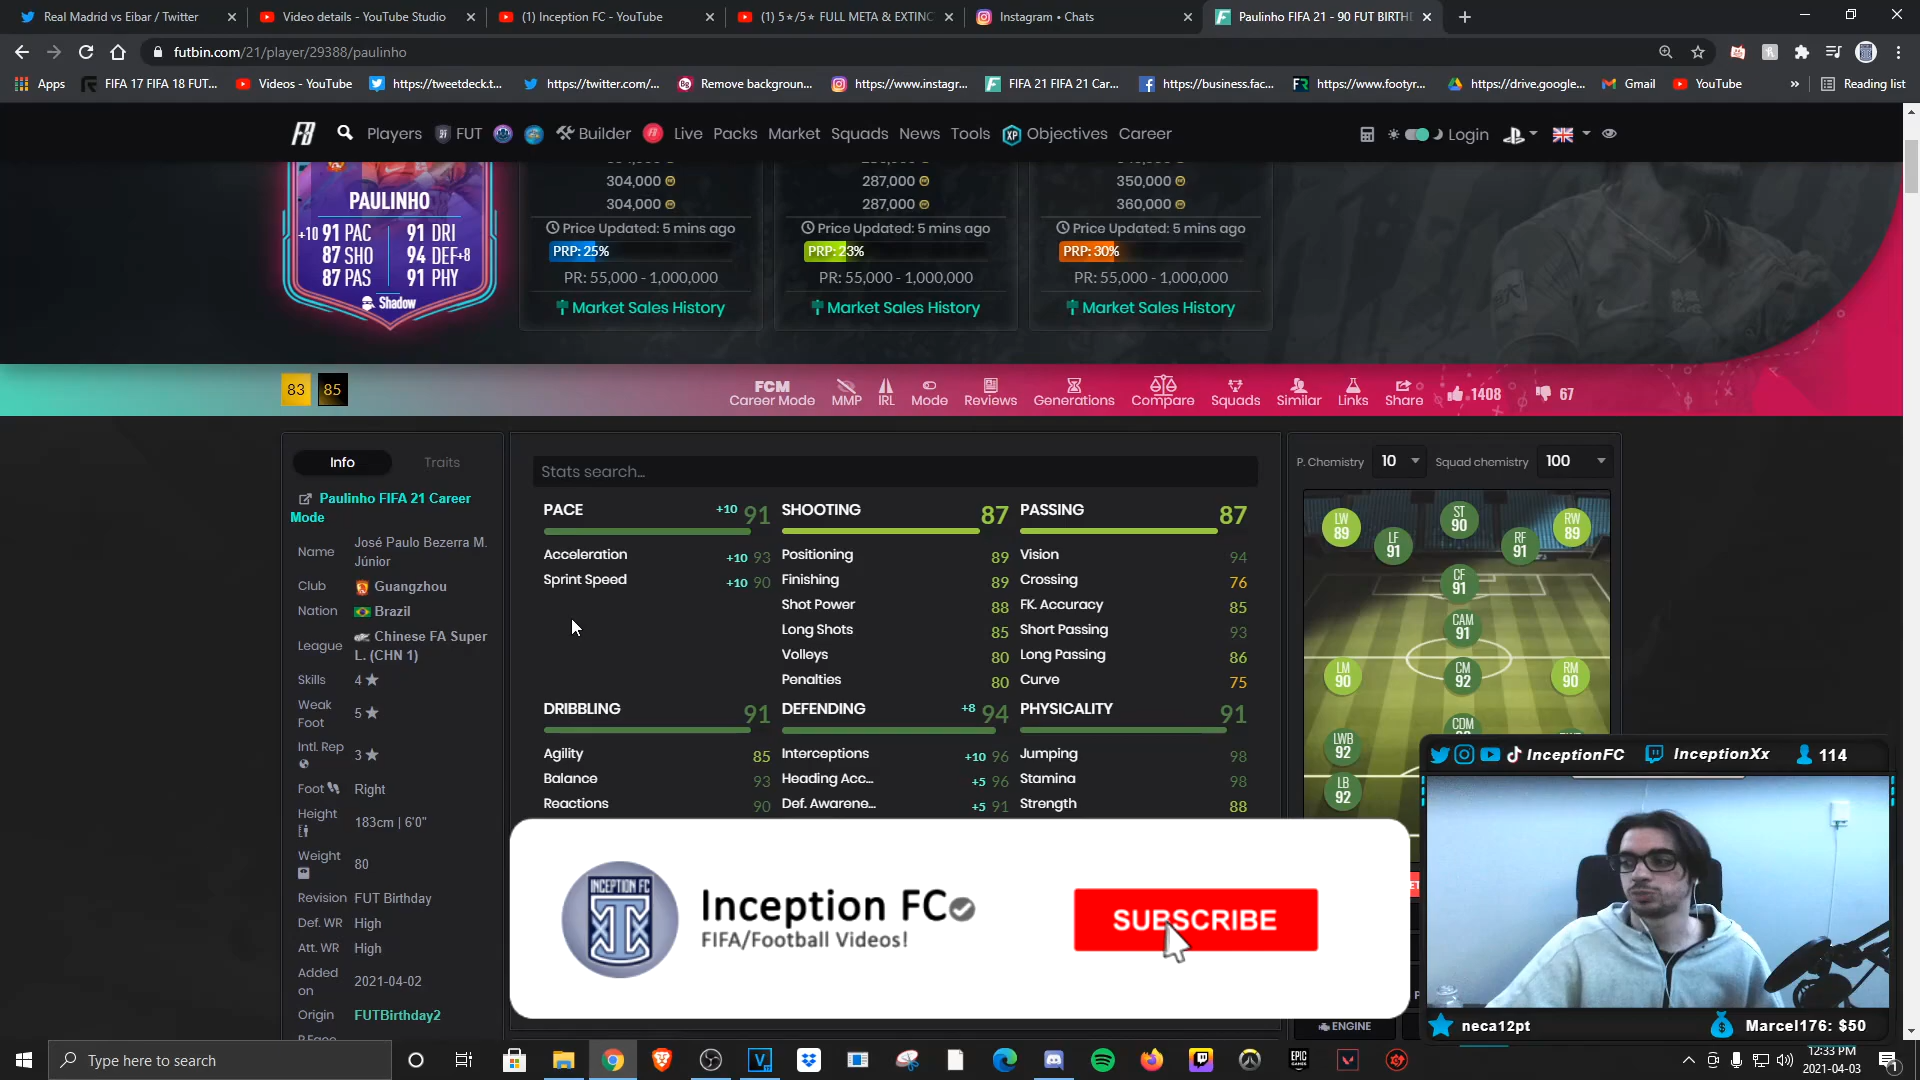 Real Madrid vs Eibar / Twitter
Video details - YouTube Studio
(1) Inception FC - YouTube
(1) 5★/5★ FULL META & EXTINC
Instagram • Chats
Paulinho FIFA 21 - 90 FUT BIRTHD
futbin.com/21/player/29388/paulinho
Apps
FIFA 17 FIFA 18 FUT...
Videos - YouTube
https://tweetdeck.t...
https://twitter.com/...
Remove backgroun...
https://www.instagr...
FIFA 21 FIFA 21 Car...
https://business.fac...
https://www.footyr...
https://drive.google...
Gmail
YouTube
»
Reading list
Players FUT Builder Live Packs Market Squads News Tools Objectives Career
Login
PAULINHO
+10 91 PAC 91 DRI
87 SHO 94 DEF+8
87 PAS 91 PHY
Shadow
304,000
304,000
Price Updated: 5 mins ago
PRP: 25%
PR: 55,000 - 1,000,000
Market Sales History
287,000
287,000
Price Updated: 5 mins ago
PRP: 23%
PR: 55,000 - 1,000,000
Market Sales History
350,000
360,000
Price Updated: 5 mins ago
PRP: 30%
PR: 55,000 - 1,000,000
Market Sales History
83 85
FCM
Career Mode MMP IRL Mode Reviews Generations Compare Squads Similar Links Share 1408 67
Info Traits
Paulinho FIFA 21 Career
Mode
Name José Paulo Bezerra M.
Júnior
Club Guangzhou
Nation Brazil
League Chinese FA Super
L. (CHN 1)
Skills 4★
Weak
Foot 5★
Intl. Rep 3★
Foot Right
Height 183cm | 6'0"
Weight 80
Revision FUT Birthday
Def. WR High
Att. WR High
Added
on 2021-04-02
Origin FUTBirthday2
Stats search...
PACE +10 91
Acceleration +10 93
Sprint Speed +10 90
SHOOTING 87
Positioning 89
Finishing 89
Shot Power 88
Long Shots 85
Volleys 80
Penalties 80
PASSING 87
Vision 94
Crossing 76
FK. Accuracy 85
Short Passing 93
Long Passing 86
Curve 75
DRIBBLING 91
Agility 85
Balance 93
Reactions 90
DEFENDING +8 94
Interceptions +10 96
Heading Acc... +5 96
Def. Awarene... +5 91
PHYSICALITY 91
Jumping 98
Stamina 98
Strength 88
P. Chemistry 10 Squad chemistry 100
LW
89
ST
90
RW
89
LF
91
RF
91
CF
91
CAM
91
LM
90
CM
92
RM
90
CDM
LWB
92
LB
92
ENGINE
InceptionFC InceptionXx 114
neca12pt
Marcel176: $50
INCEPTION FC
Inception FC
FIFA/Football Videos!
SUBSCRIBE
Type here to search
12:33 PM
2021-04-03
1